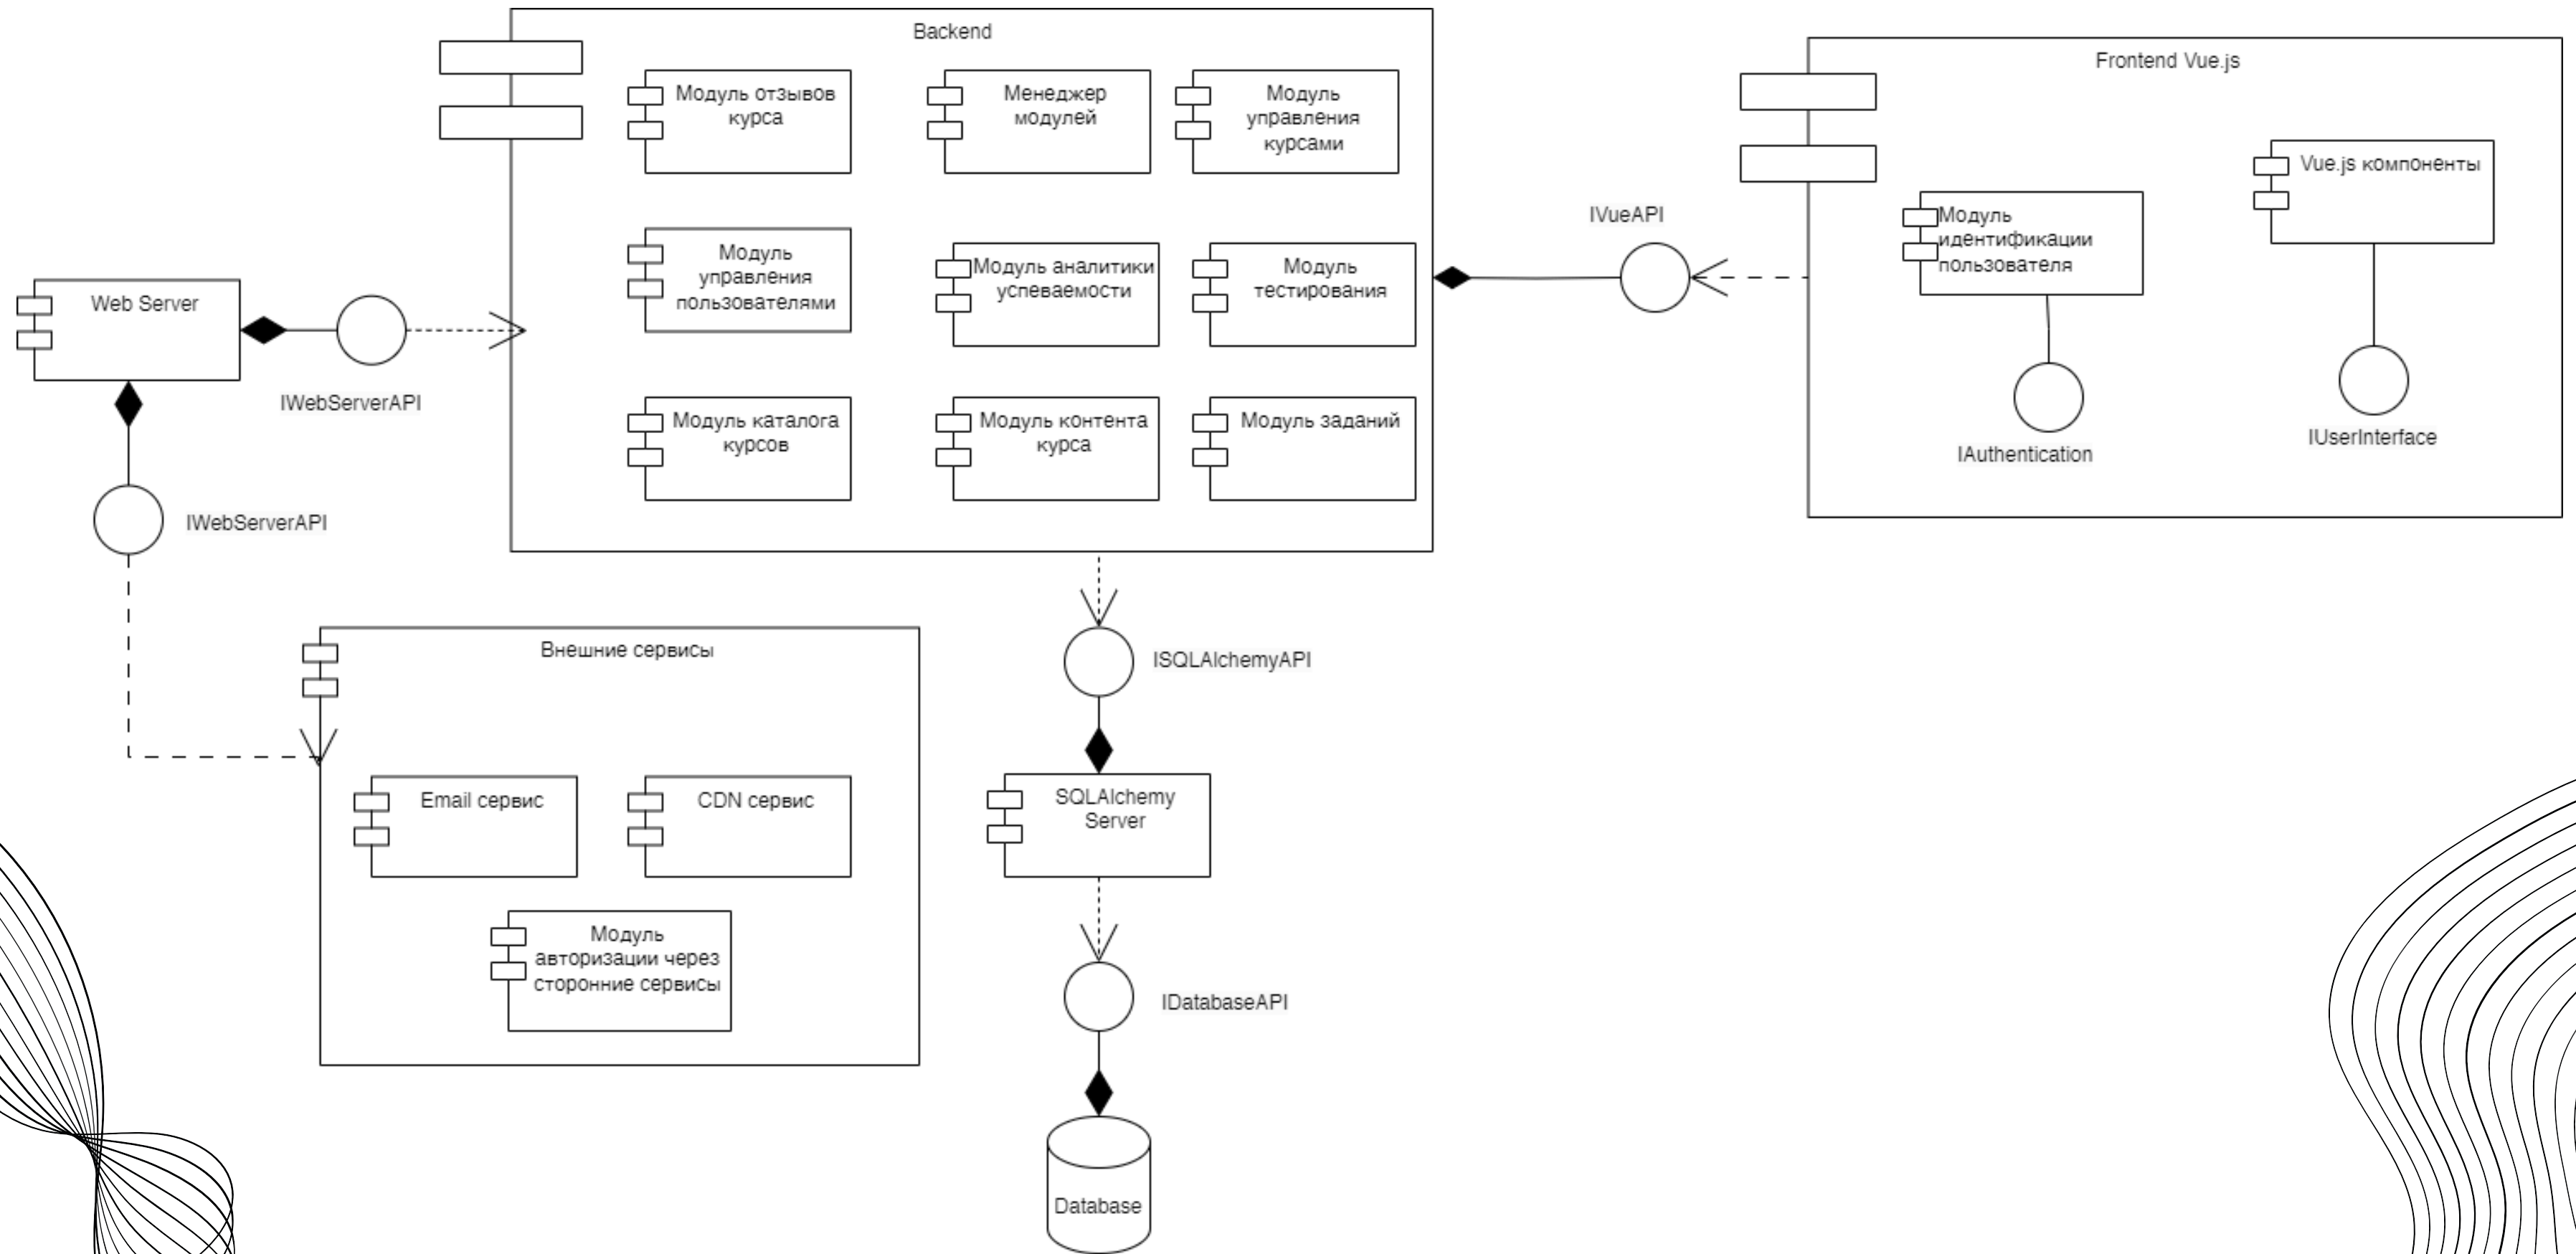 Backend
Модуль отзывов
курса
Менеджер
модулей
Модуль
управления
курсами
Модуль
управления
пользователями
Модуль аналитики
успеваемости
Модуль
тестирования
Модуль каталога
курсов
Модуль контента
курса
Модуль заданий
Frontend Vue.js
Vue.js компоненты
Модуль
идентификации
пользователя
IUserInterface
IAuthentication
IVueAPI
Web Server
IWebServerAPI
IWebServerAPI
Внешние сервисы
Email сервис
CDN сервис
Модуль
авторизации через
сторонние сервисы
ISQLAlchemyAPI
SQLAlchemy
Server
IDatabaseAPI
Database